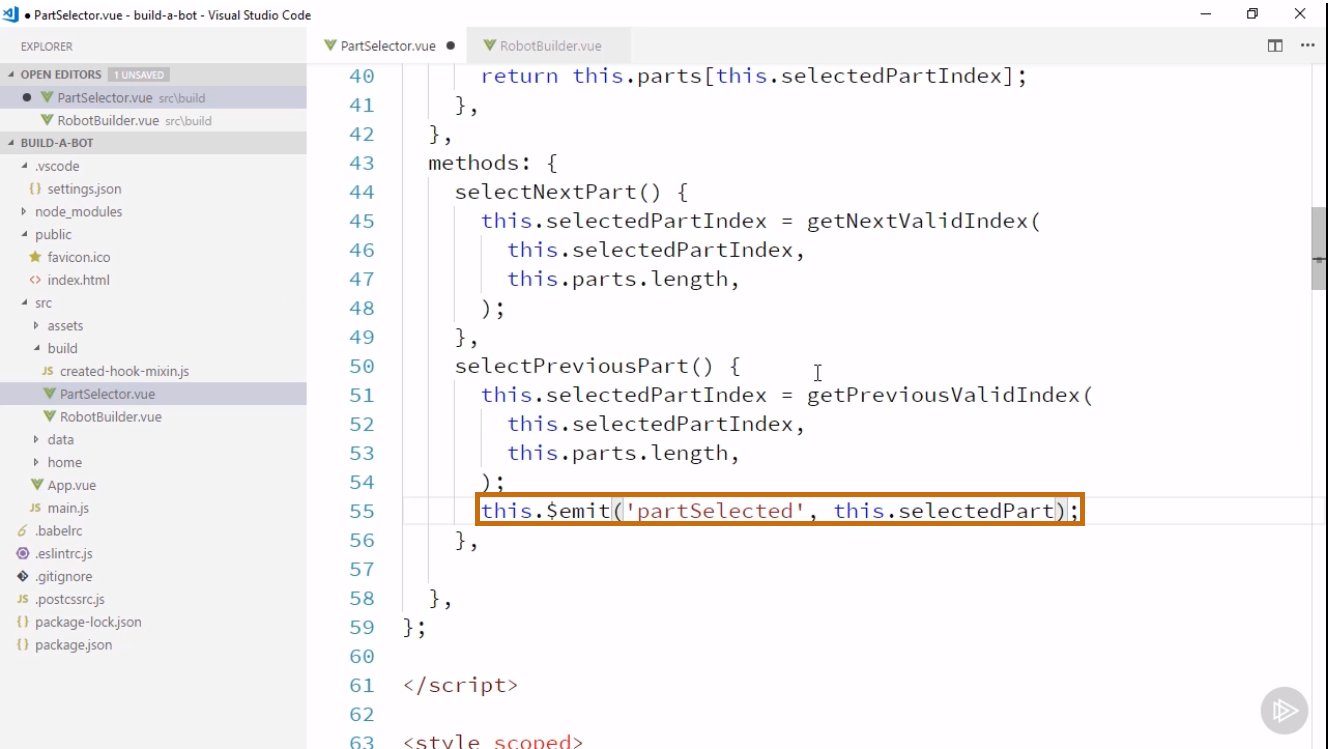 PartSelector.vue - build-a-bot - Visual Studio Code
EXPLORER
OPEN EDITORS 1 UNSAVED
PartSelector.vue src\build
RobotBuilder.vue src\build
BUILD-A-BOT
.vscode
{} settings.json
node_modules
public
favicon.ico
<> index.html
src
assets
build
JS created-hook-mixin.js
PartSelector.vue
RobotBuilder.vue
data
home
App.vue
JS main.js
.babelrc
.eslintrc.js
.gitignore
JS .postcssrc.js
{} package-lock.json
{} package.json
PartSelector.vue RobotBuilder.vue
40 return this.parts[this.selectedPartIndex];
41 },
42 },
43 methods: {
44 selectNextPart() {
45 this.selectedPartIndex = getNextValidIndex(
46 this.selectedPartIndex,
47 this.parts.length,
48 );
49 },
50 selectPreviousPart() {
51 this.selectedPartIndex = getPreviousValidIndex(
52 this.selectedPartIndex,
53 this.parts.length,
54 );
55 this.$emit('partSelected', this.selectedPart);
56 },
57
58 },
59 };
60
61 </script>
62
63 <style scoped>